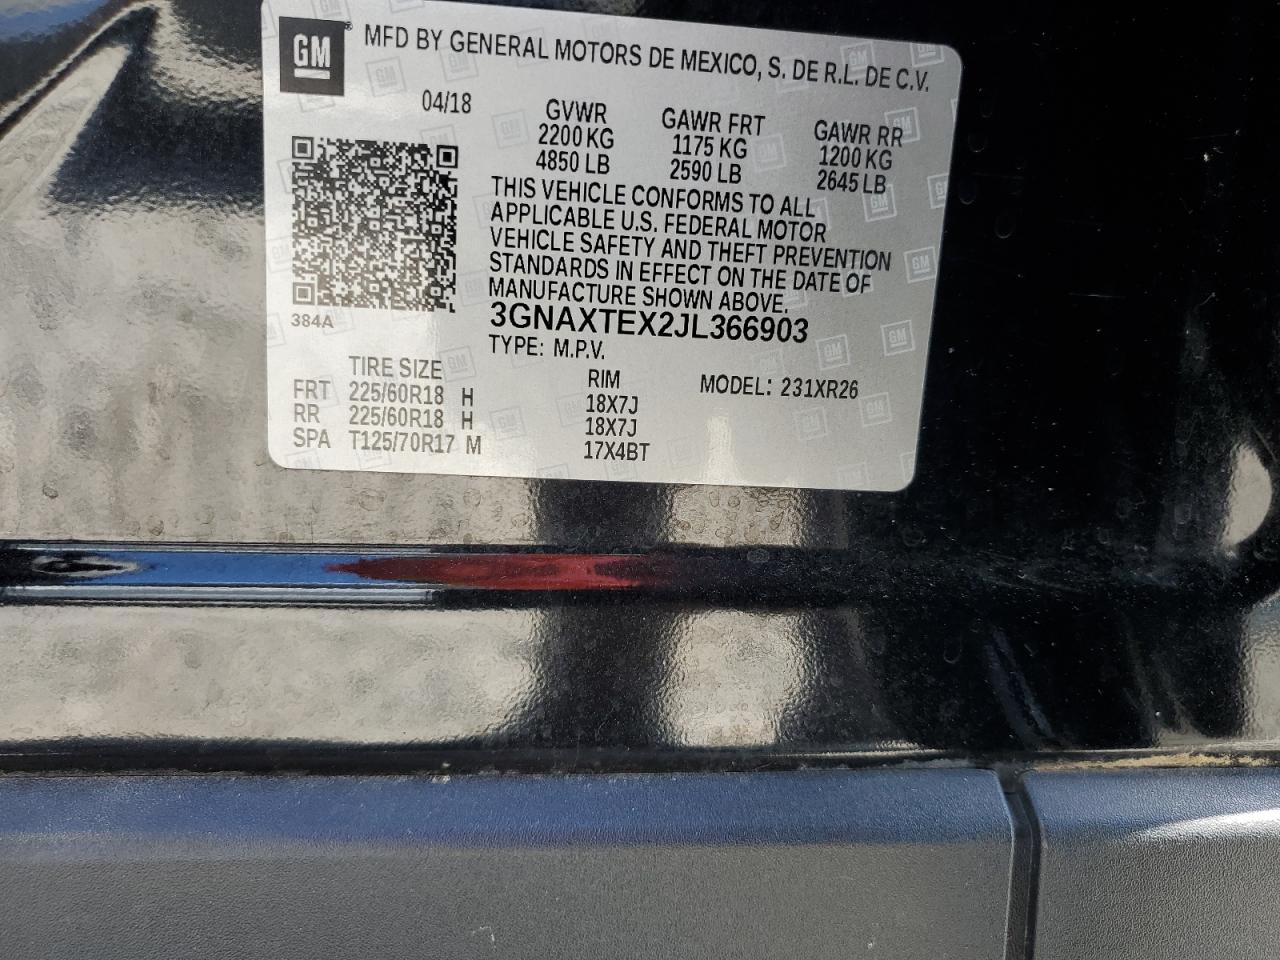 GM® MFD BY GENERAL MOTORS DE MEXICO, S. DE R.L. DE C.V.
04/18 GVWR GAWR FRT GAWR RR
2200 KG 1175 KG 1200 KG
4850 LB 2590 LB 2645 LB
THIS VEHICLE CONFORMS TO ALL
APPLICABLE U.S. FEDERAL MOTOR
VEHICLE SAFETY AND THEFT PREVENTION
STANDARDS IN EFFECT ON THE DATE OF
MANUFACTURE SHOWN ABOVE.
384A 3GNAXTEX2JL366903
TYPE: M.P.V.
TIRE SIZE RIM MODEL: 231XR26
FRT 225/60R18 H 18X7J
RR 225/60R18 H 18X7J
SPA T125/70R17 M 17X4BT